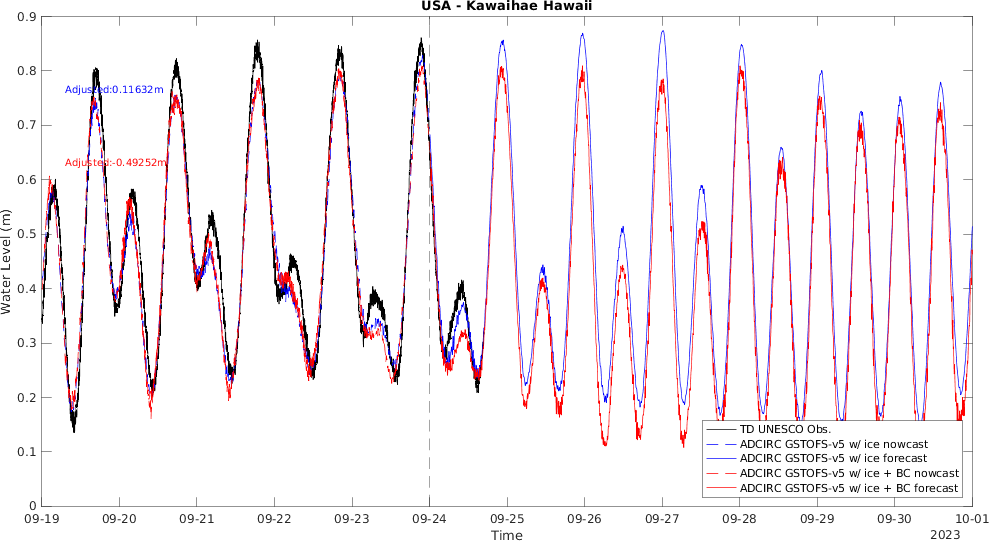 USA - Kawaihae Hawaii
0.9
0.8
0.7
0.6
0.5
0.4
0.3
0.2
0.1
0
Water Level (m)
Adjusted:0.11632m
Adjusted:-0.49252m
TD UNESCO Obs.
ADCIRC GSTOFS-v5 w/ ice nowcast
ADCIRC GSTOFS-v5 w/ ice forecast
ADCIRC GSTOFS-v5 w/ ice + BC nowcast
ADCIRC GSTOFS-v5 w/ ice + BC forecast
09-19 09-20 09-21 09-22 09-23 09-24 09-25 09-26 09-27 09-28 09-29 09-30 10-01
Time
2023